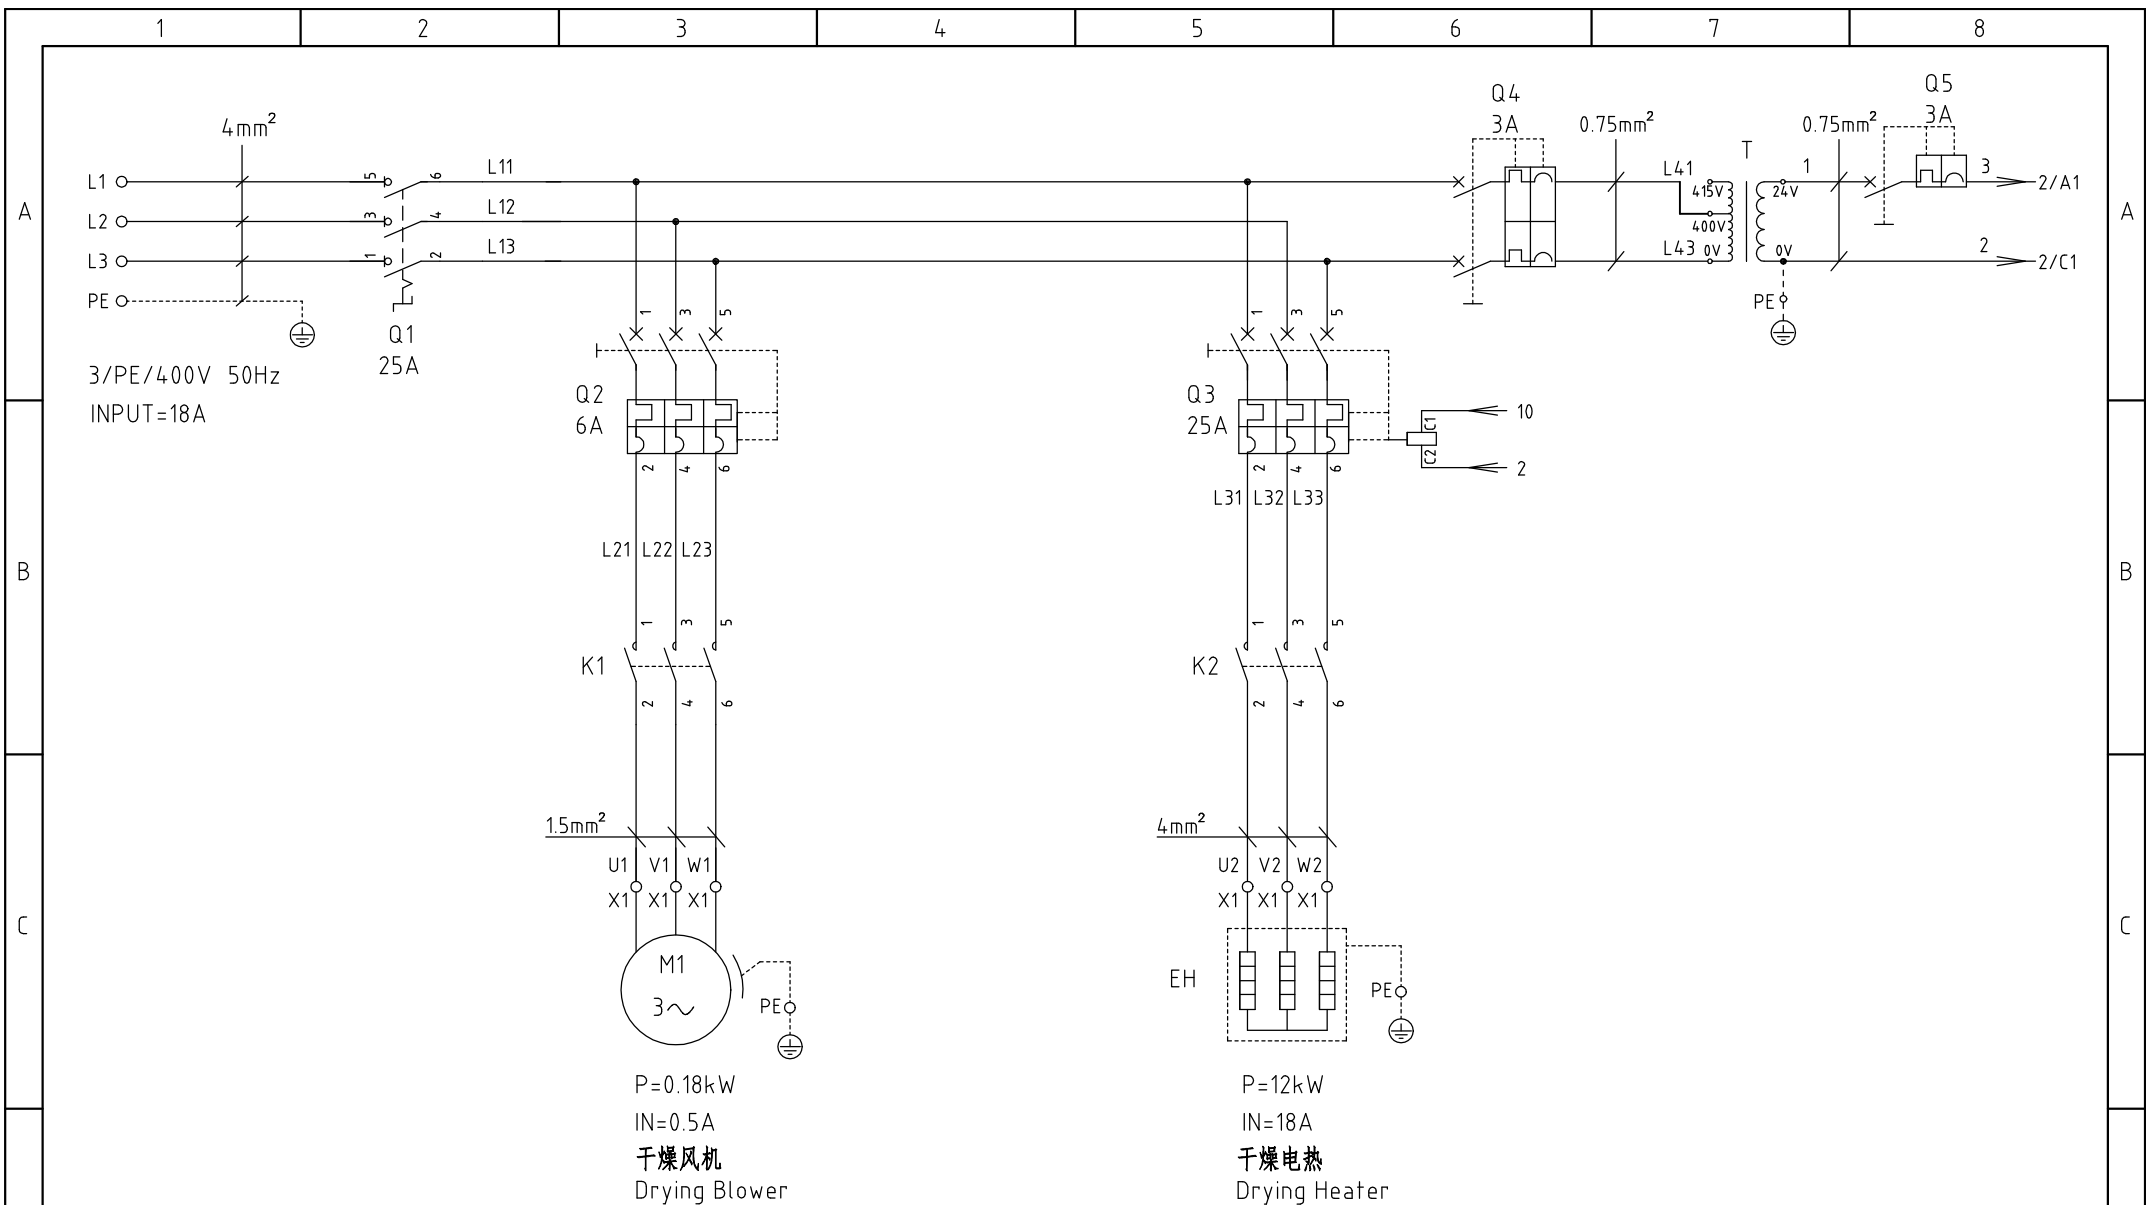 1 2 3 4 5 6 7 8
A A
B B
C C
4mm²
L1
L2
L3
PE
3/PE/400V 50Hz
INPUT=18A
5 6
3 4
1 2
Q1
25A
L11
L12
L13
1 3 5
Q2
6A
2 4 6
L21 L22 L23
1 3 5
K1
2 4 6
1.5mm²
U1 V1 W1
X1 X1 X1
M1
3~
PE
P=0.18kW
IN=0.5A
干燥风机
Drying Blower
1 3 5
Q3
25A
C1 10
C2 2
2 4 6
L31 L32 L33
1 3 5
K2
2 4 6
4mm²
U2 V2 W2
X1 X1 X1
EH
PE
P=12kW
IN=18A
干燥电热
Drying Heater
Q4
3A
0.75mm²
L41
415V
400V
L43 0V
T
24V
0V
PE
1
0.75mm²
Q5
3A
3 2/A1
2 2/C1